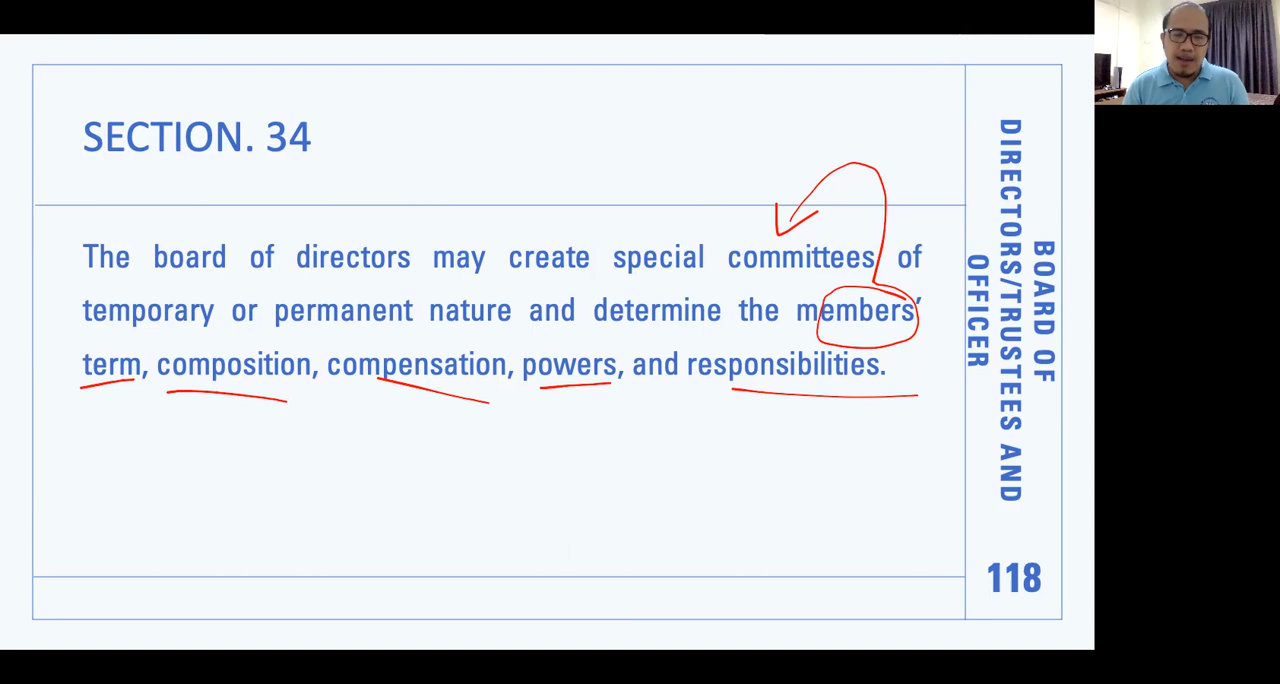 SECTION. 34
The board of directors may create special committees of
temporary or permanent nature and determine the members’
term, composition, compensation, powers, and responsibilities.
BOARD OF
DIRECTORS/TRUSTEES AND
OFFICER
118